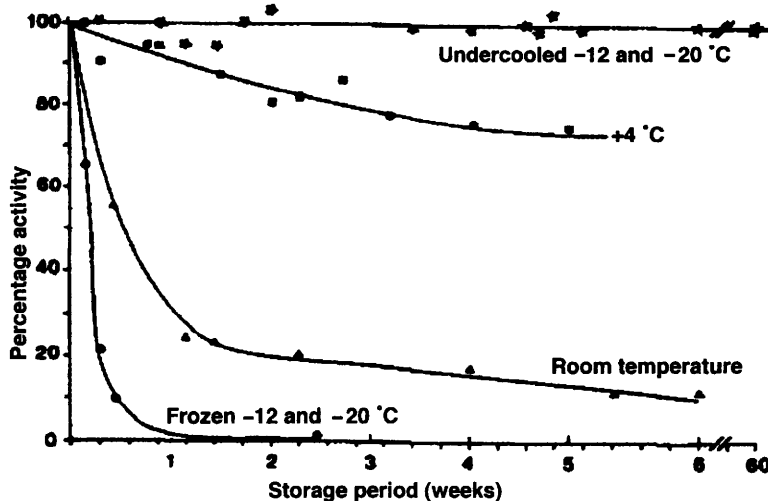 100
80
60
40
20
0
Percentage activity
Undercooled −12 and −20 °C
+4 °C
Room temperature
Frozen −12 and −20 °C
1 2 3 4 5 6 60
Storage period (weeks)